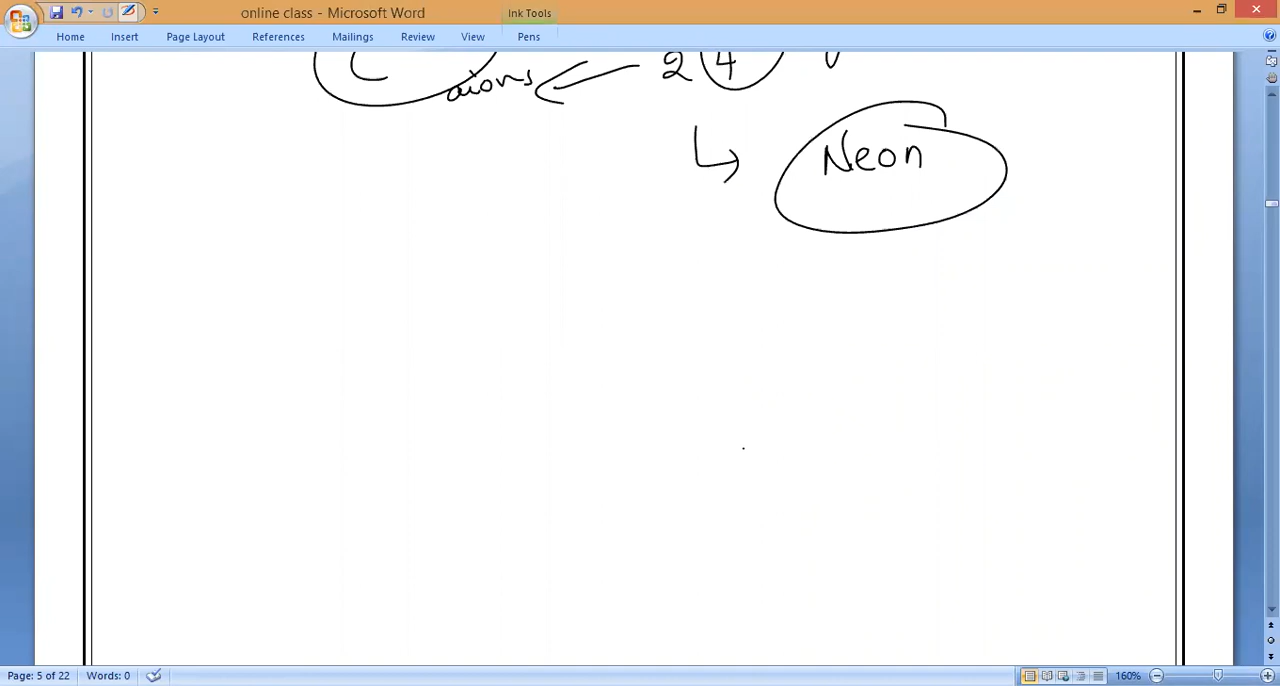 online class - Microsoft Word
Ink Tools
Home Insert Page Layout References Mailings Review View Pens
C 2 4
aions
Neon
Page: 5 of 22 Words: 0 160%